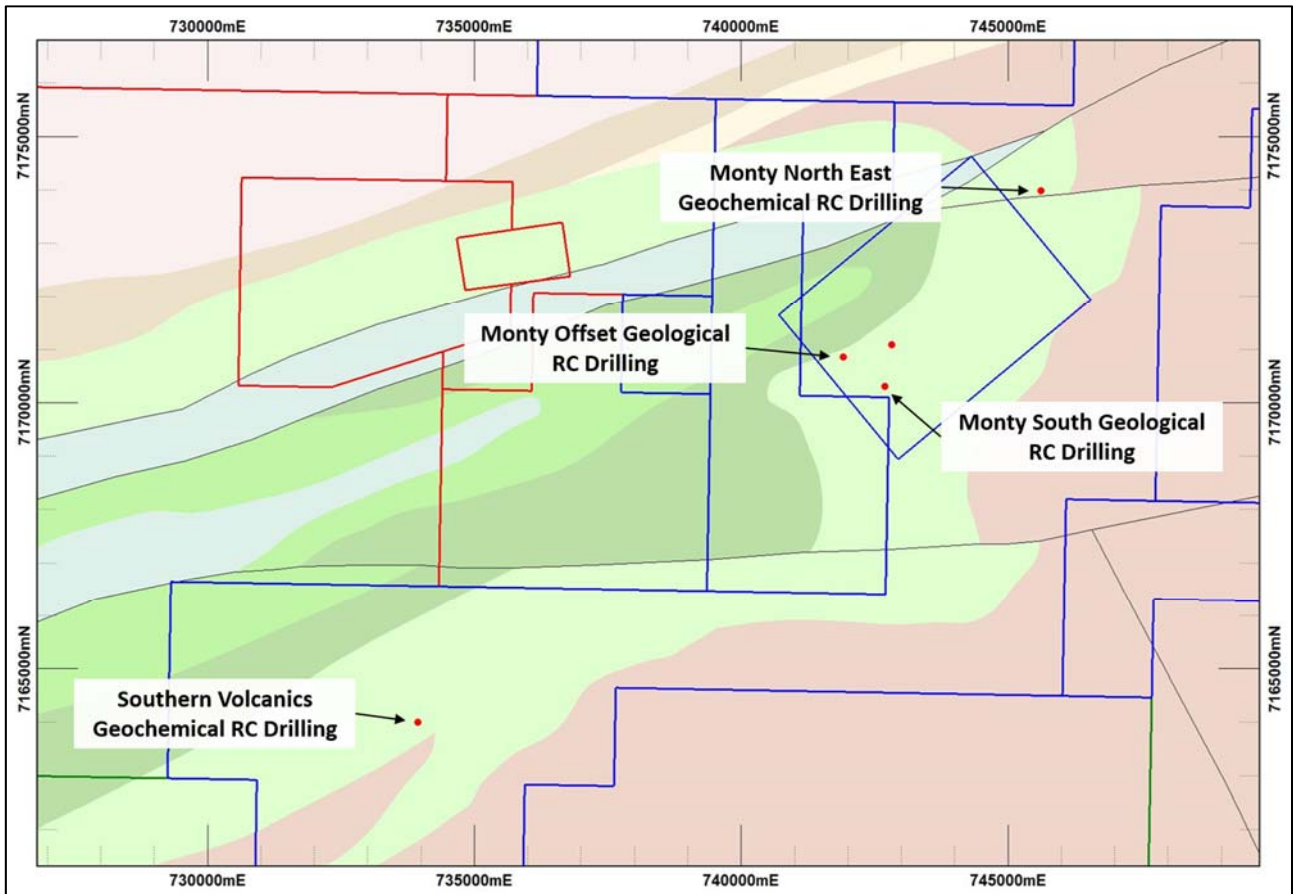 730000mE
735000mE
740000mE
745000mE
7175000mN
7175000mN
Monty North East
Geochemical RC Drilling
Monty Offset Geological
RC Drilling
7170000mN
7170000mN
Monty South Geological
RC Drilling
7165000mN
7165000mN
Southern Volcanics
Geochemical RC Drilling
730000mE
735000mE
740000mE
745000mE